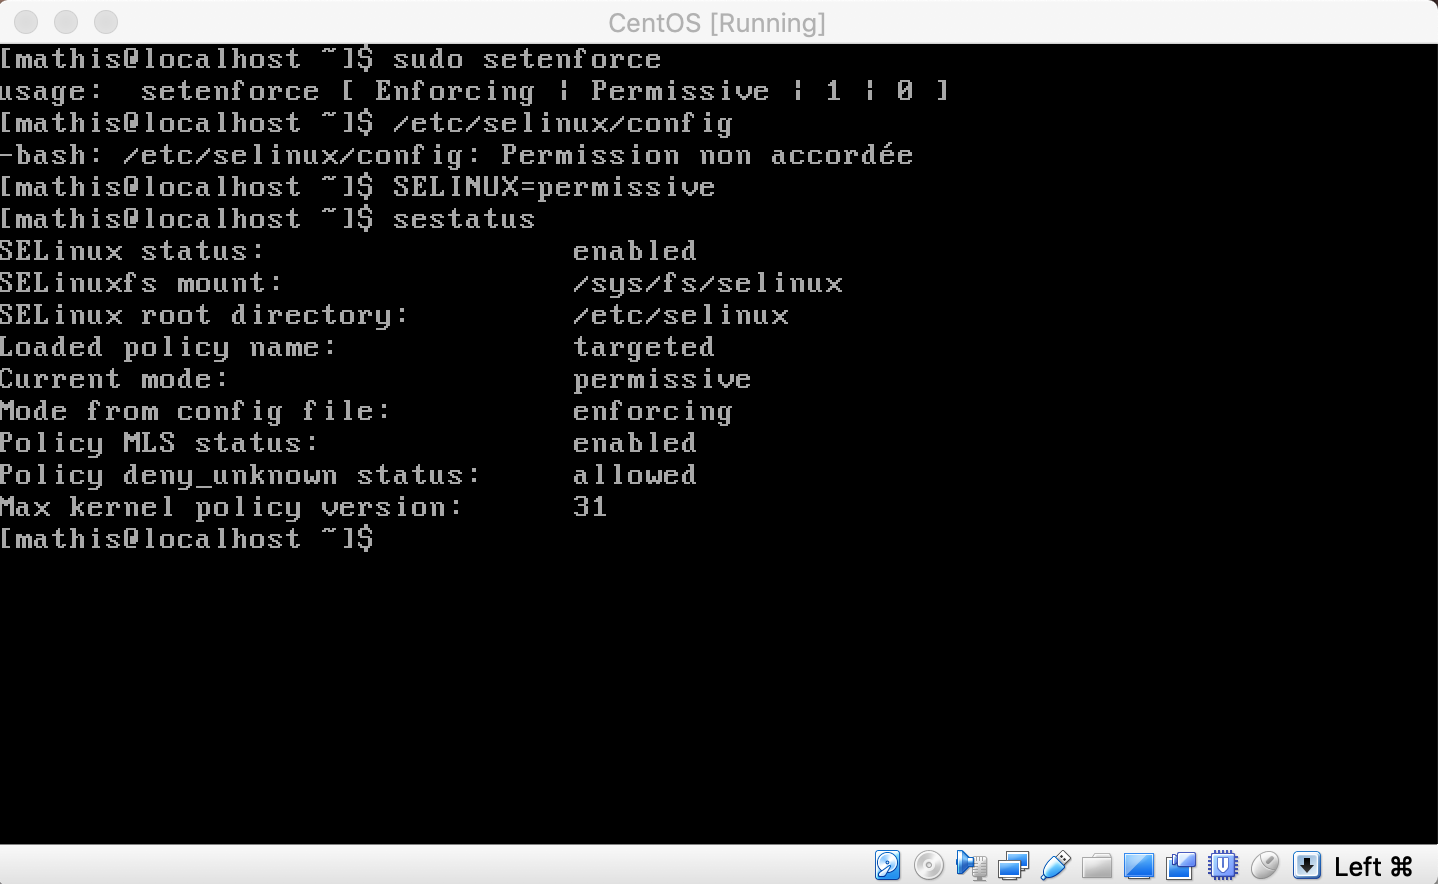 CentOS [Running]
[mathis@localhost ~]$ sudo setenforce
usage:  setenforce [ Enforcing | Permissive | 1 | 0 ]
[mathis@localhost ~]$ /etc/selinux/config
-bash: /etc/selinux/config: Permission non accordée
[mathis@localhost ~]$ SELINUX=permissive
[mathis@localhost ~]$ sestatus
SELinux status:                 enabled
SELinuxfs mount:                /sys/fs/selinux
SELinux root directory:         /etc/selinux
Loaded policy name:             targeted
Current mode:                   permissive
Mode from config file:          enforcing
Policy MLS status:              enabled
Policy deny_unknown status:     allowed
Max kernel policy version:      31
[mathis@localhost ~]$
Left ⌘